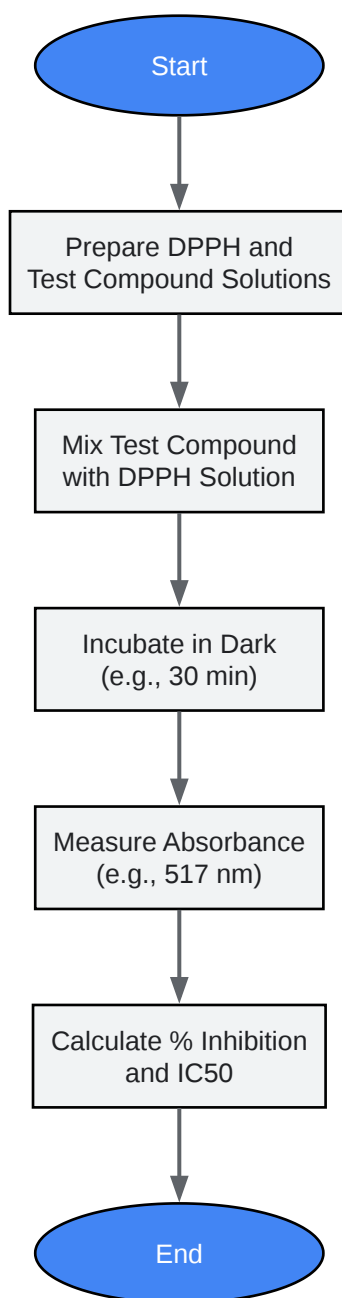 Start
Prepare DPPH and
Test Compound Solutions
Mix Test Compound
with DPPH Solution
Incubate in Dark
(e.g., 30 min)
Measure Absorbance
(e.g., 517 nm)
Calculate % Inhibition
and IC50
End